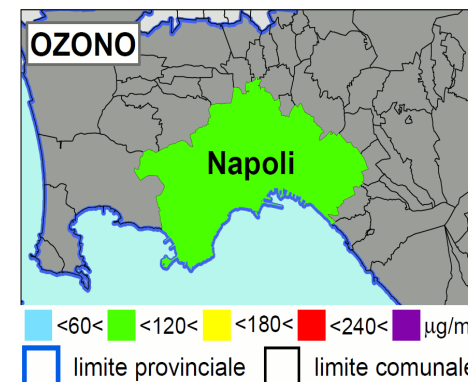 OZONO
Napoli
<60< <120< <180< <240< µg/m
limite provinciale limite comunale